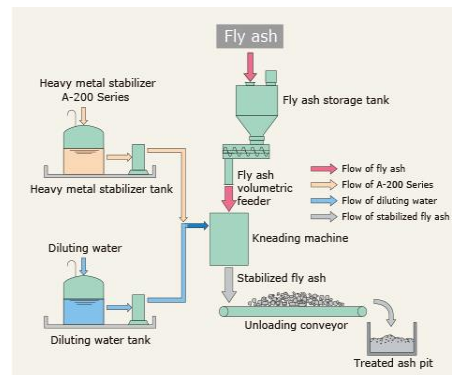 Fly ash
Heavy metal stabilizer
A-200 Series
Fly ash storage tank
Heavy metal stabilizer tank
Fly ash
volumetric
feeder
Flow of fly ash
Flow of A-200 Series
Flow of diluting water
Flow of stabilized fly ash
Kneading machine
Diluting water
Stabilized fly ash
Diluting water tank
Unloading conveyor
Treated ash pit